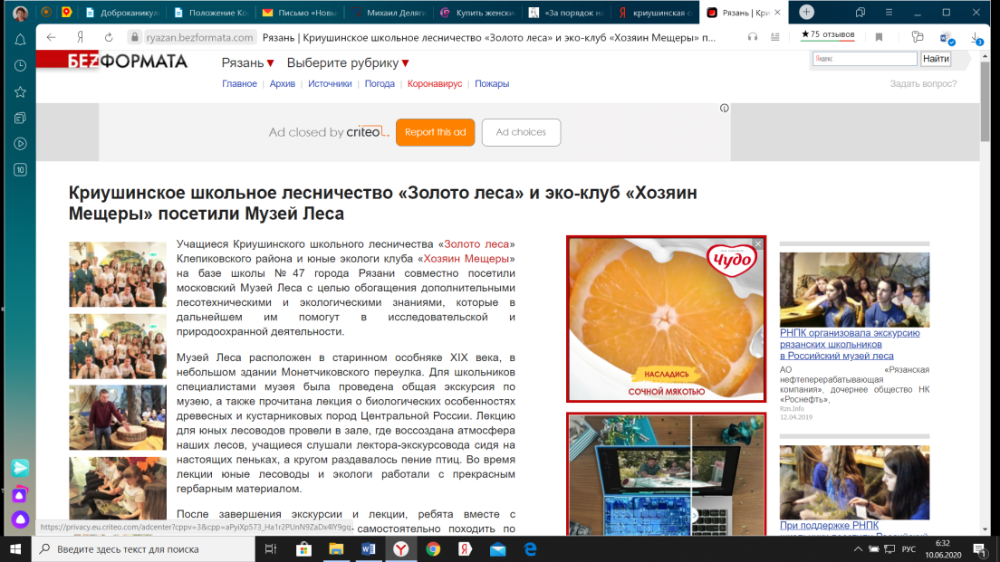 Доброканикул
Положение Ко
Письмо «Новы
Михаил Деляги
Купить женски
«За порядок на
криушинская с
Рязань | Кри
ryazan.bezformata.com
Рязань | Криушинское школьное лесничество «Золото леса» и эко-клуб «Хозяин Мещеры» п...
★75 отзывов
10
БЕZФОРМАТА
Рязань▼ Выберите рубрику▼
Яндекс
Найти
Главное | Архив | Источники | Погода | Коронавирус | Пожары
Задать вопрос?
Ad closed by criteo
Report this ad
Ad choices
Криушинское школьное лесничество «Золото леса» и эко-клуб «Хозяин
Мещеры» посетили Музей Леса
Учащиеся Криушинского школьного лесничества «Золото леса»
Клепиковского района и юные экологи клуба «Хозяин Мещеры»
на базе школы №47 города Рязани совместно посетили
московский Музей Леса с целью обогащения дополнительными
лесотехническими и экологическими знаниями, которые в
дальнейшем им помогут в исследовательской и
природоохранной деятельности.
Музей Леса расположен в старинном особняке XIX века, в
небольшом здании Монетчиковского переулка. Для школьников
специалистами музея была проведена общая экскурсия по
музею, а также прочитана лекция о биологических особенностях
древесных и кустарниковых пород Центральной России. Лекцию
для юных лесоводов провели в зале, где воссоздана атмосфера
наших лесов, учащиеся слушали лектора-экскурсовода сидя на
настоящих пеньках, а кругом раздавалось пение птиц. Во время
лекции юные лесоводы и экологи работали с прекрасным
гербарным материалом.
После завершения экскурсии и лекции, ребята вместе с
самостоятельно походить по
Чудо
НАСЛАДИСЬ
СОЧНОЙ МЯКОТЬЮ
РНПК организовала экскурсию
рязанских школьников
в Российский музей леса
АО «Рязанская
нефтеперерабатывающая
компания», дочернее общество НК
«Роснефть»,
Rzn.Info
12.04.2019
При поддержке РНПК
https://privacy.eu.criteo.com/adcenter?cppv=3&cpp=aPyiXp573_Ha1r2PUnN9ZaDx4IY9gq...
Введите здесь текст для поиска
РУС
6:32
10.06.2020